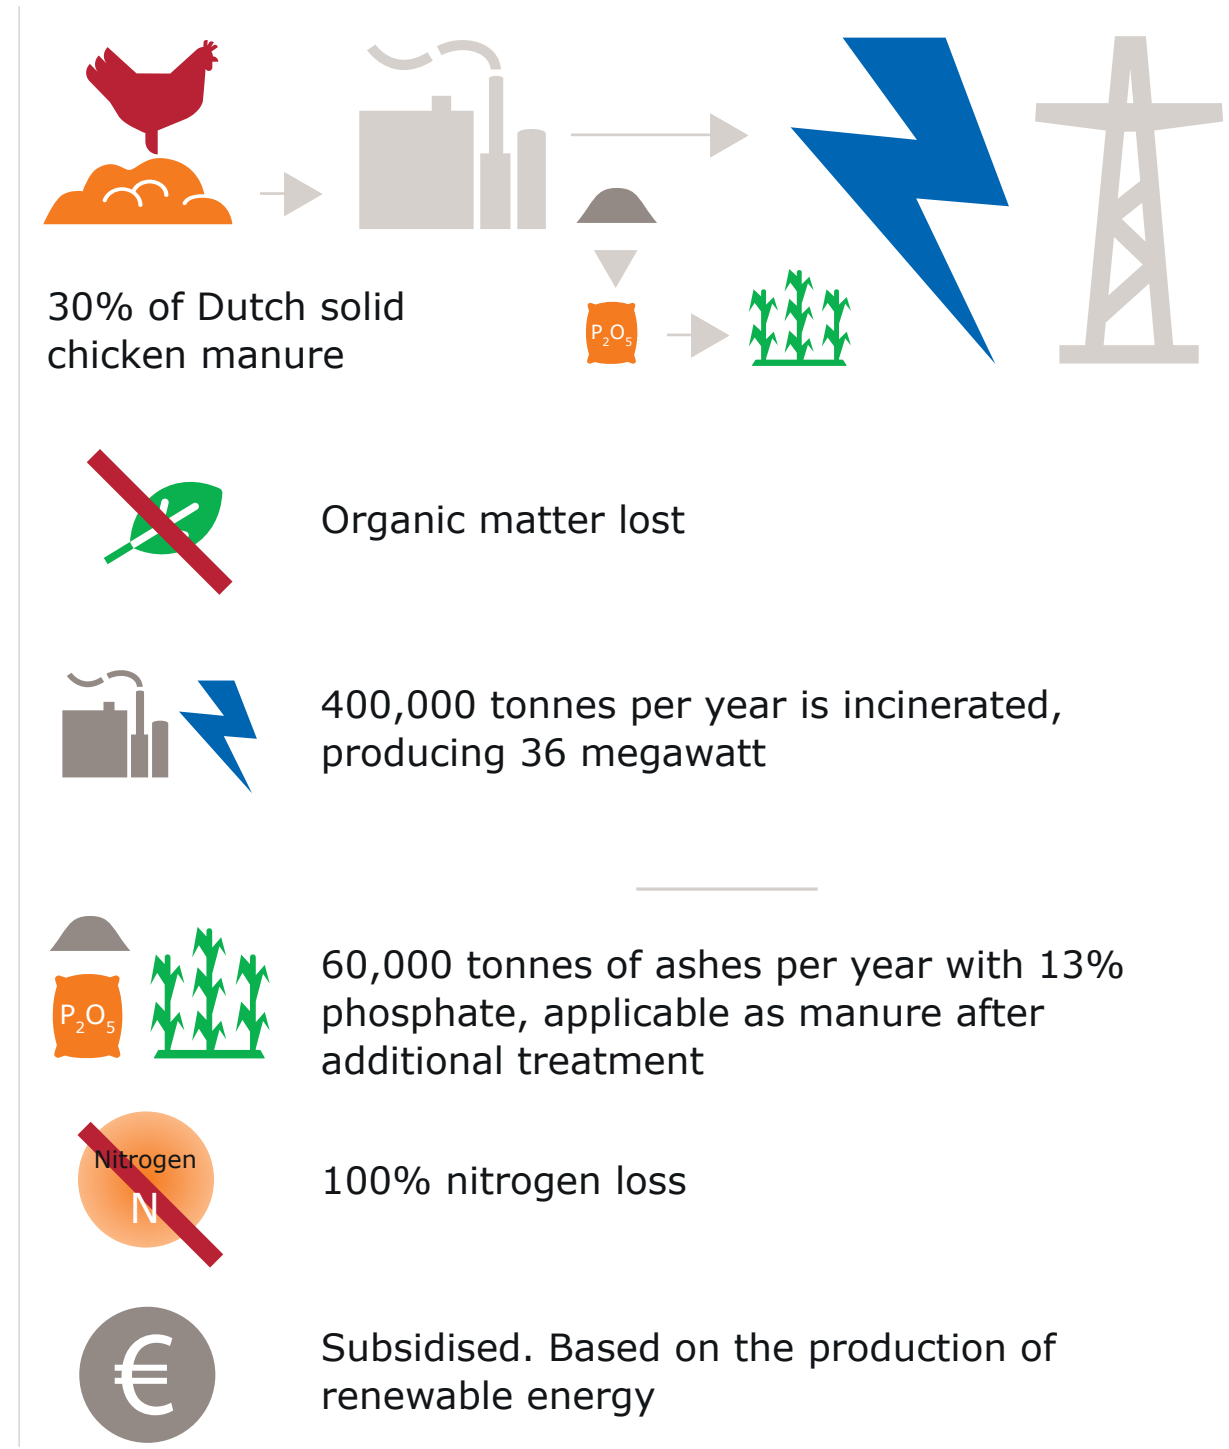 P₂O₅
30% of Dutch solid
chicken manure
Organic matter lost
400,000 tonnes per year is incinerated,
producing 36 megawatt
P₂O₅
60,000 tonnes of ashes per year with 13%
phosphate, applicable as manure after
additional treatment
Nitrogen
N
100% nitrogen loss
€
Subsidised. Based on the production of
renewable energy